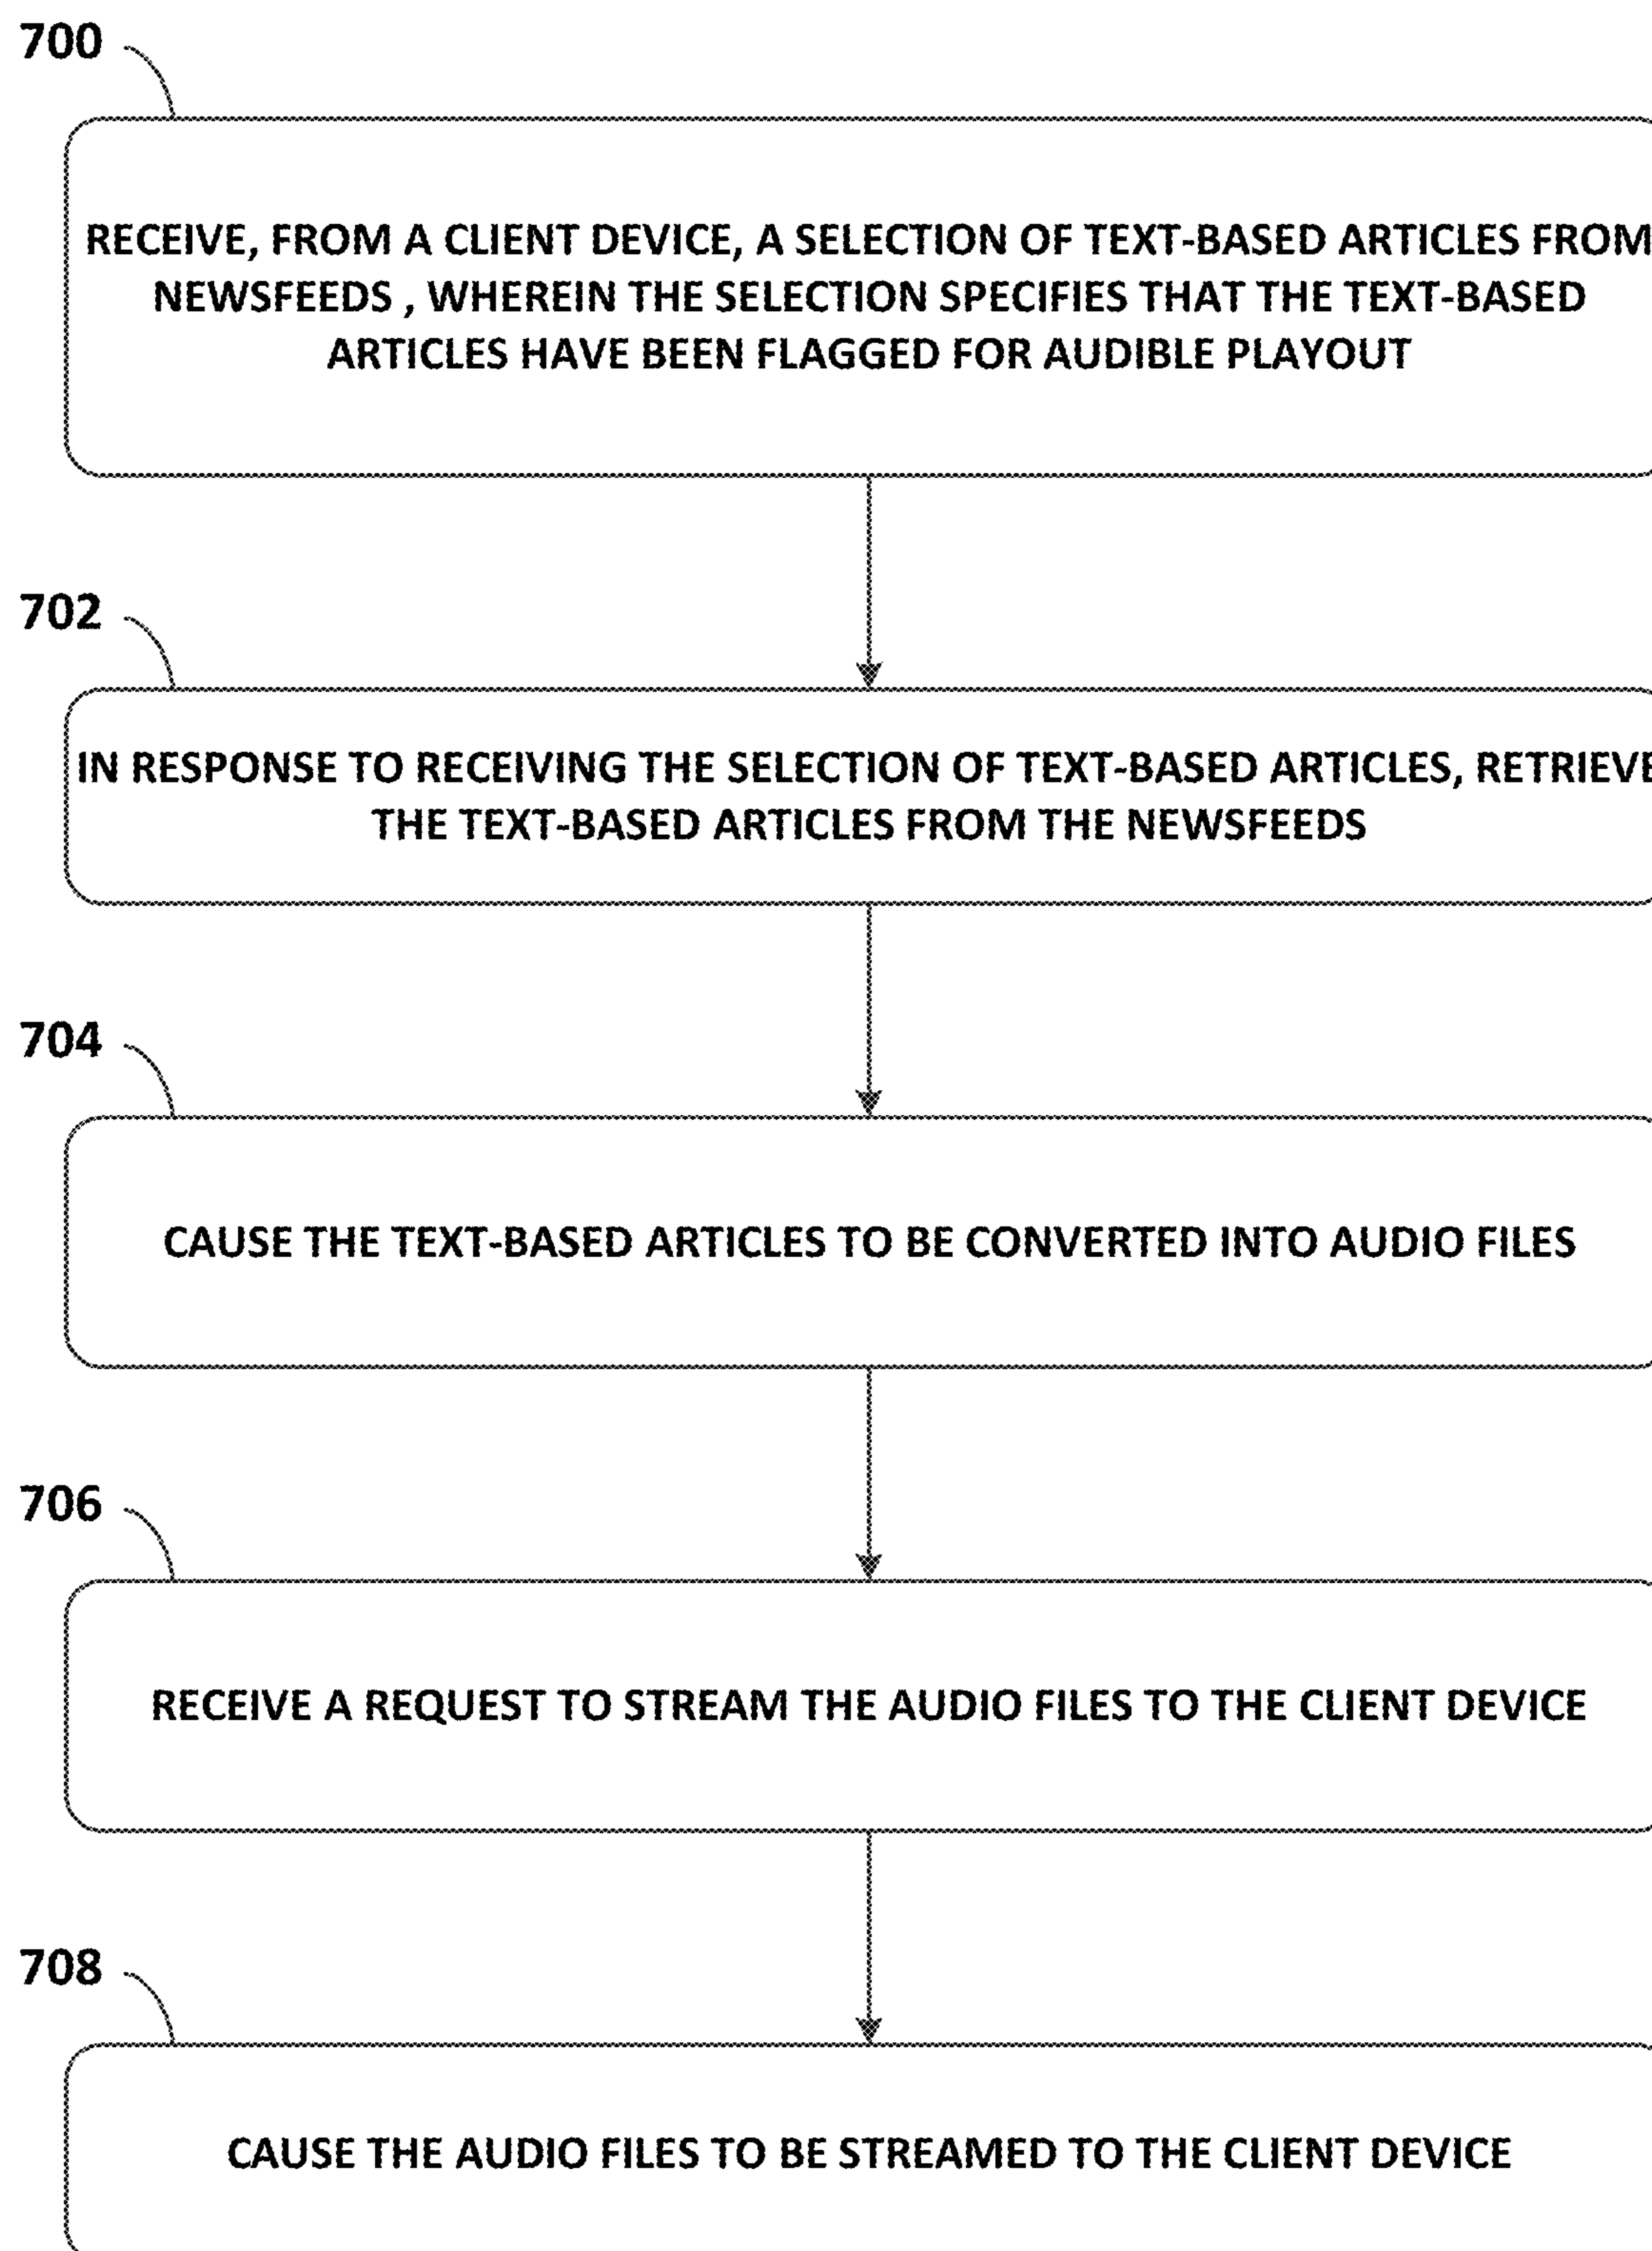 700
RECEIVE, FROM A CLIENT DEVICE, A SELECTION OF TEXT-BASED ARTICLES FROM
NEWSFEEDS , WHEREIN THE SELECTION SPECIFIES THAT THE TEXT-BASED
ARTICLES HAVE BEEN FLAGGED FOR AUDIBLE PLAYOUT
702
IN RESPONSE TO RECEIVING THE SELECTION OF TEXT-BASED ARTICLES, RETRIEVE
THE TEXT-BASED ARTICLES FROM THE NEWSFEEDS
704
CAUSE THE TEXT-BASED ARTICLES TO BE CONVERTED INTO AUDIO FILES
706
RECEIVE A REQUEST TO STREAM THE AUDIO FILES TO THE CLIENT DEVICE
708
CAUSE THE AUDIO FILES TO BE STREAMED TO THE CLIENT DEVICE